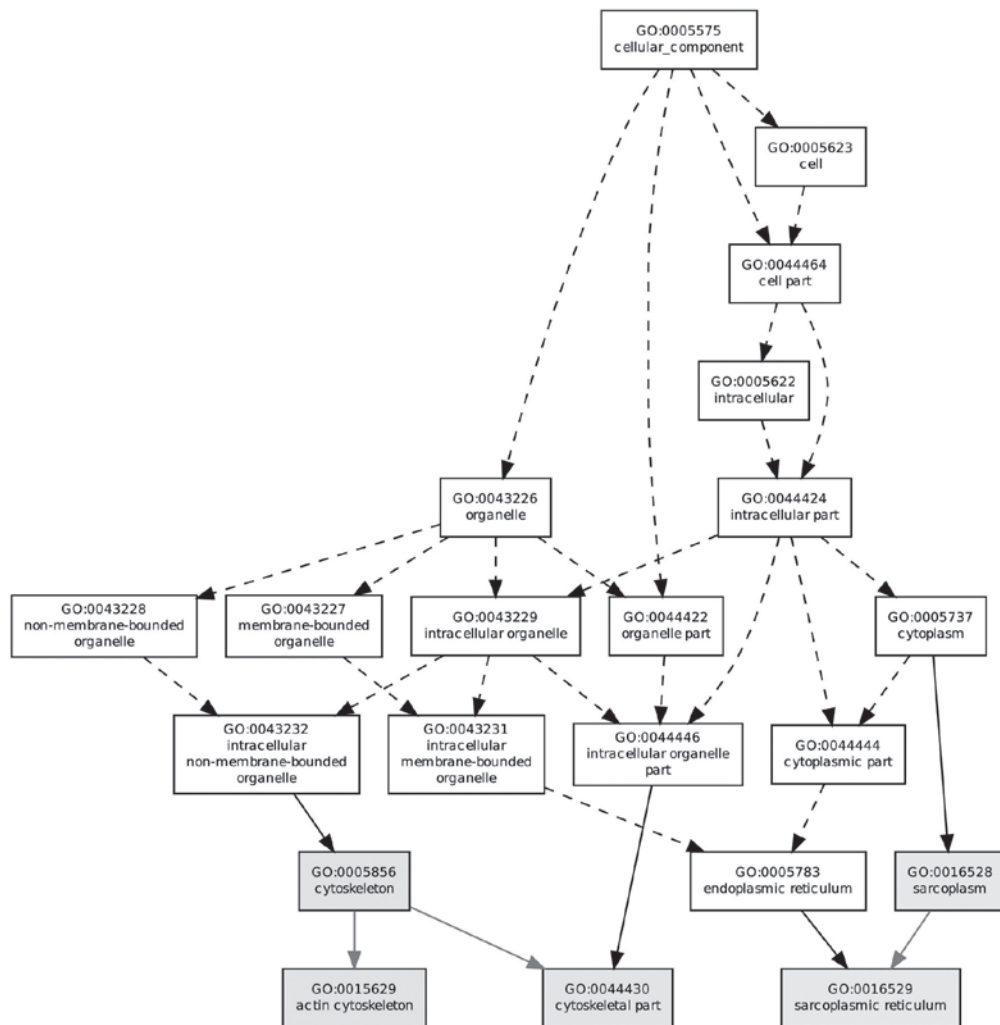 GO:0005575
cellular_component
GO:0005623
cell
GO:0044464
cell part
GO:0005622
intracellular
GO:0043226
organelle
GO:0044424
intracellular part
GO:0043228
non-membrane-bounded
organelle
GO:0043227
membrane-bounded
organelle
GO:0043229
intracellular organelle
GO:0044422
organelle part
GO:0005737
cytoplasm
GO:0043232
intracellular
non-membrane-bounded
organelle
GO:0043231
intracellular
membrane-bounded
organelle
GO:0044446
intracellular organelle
part
GO:0044444
cytoplasmic part
GO:0005856
cytoskeleton
GO:0005783
endoplasmic reticulum
GO:0016528
sarcoplasm
GO:0015629
actin cytoskeleton
GO:0044430
cytoskeletal part
GO:0016529
sarcoplasmic reticulum